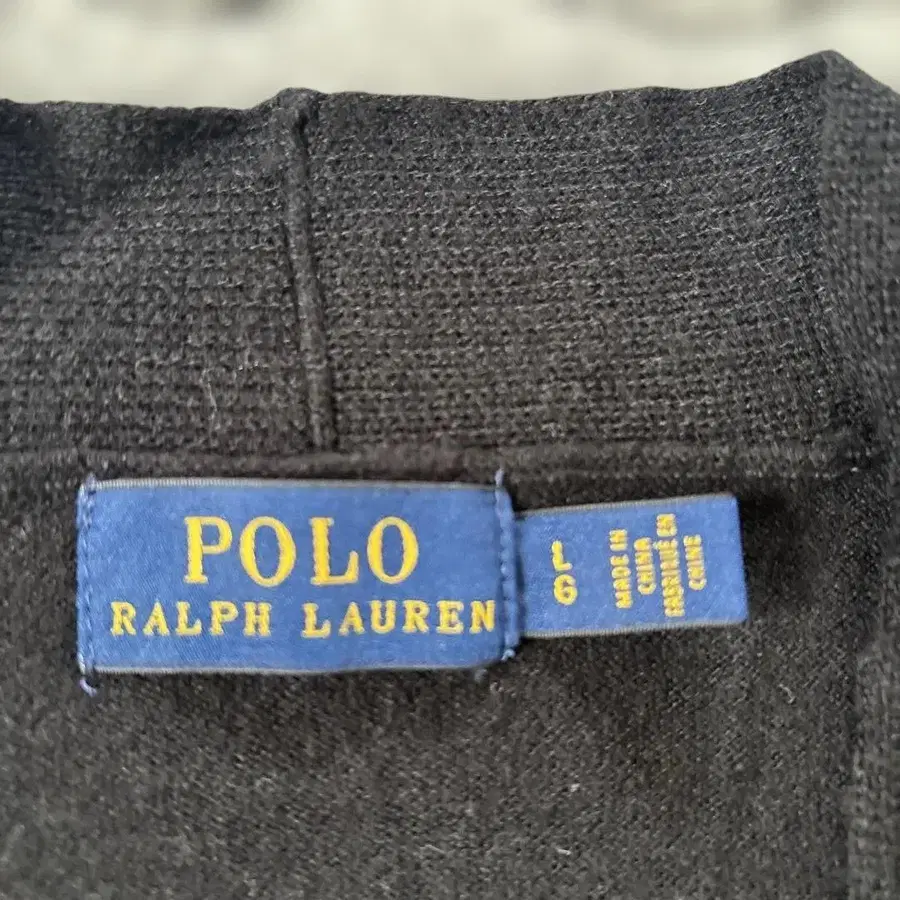 POLO
RALPH LAUREN
L
G
MADE IN
CHINA
FABRIQUÉ EN
CHINE